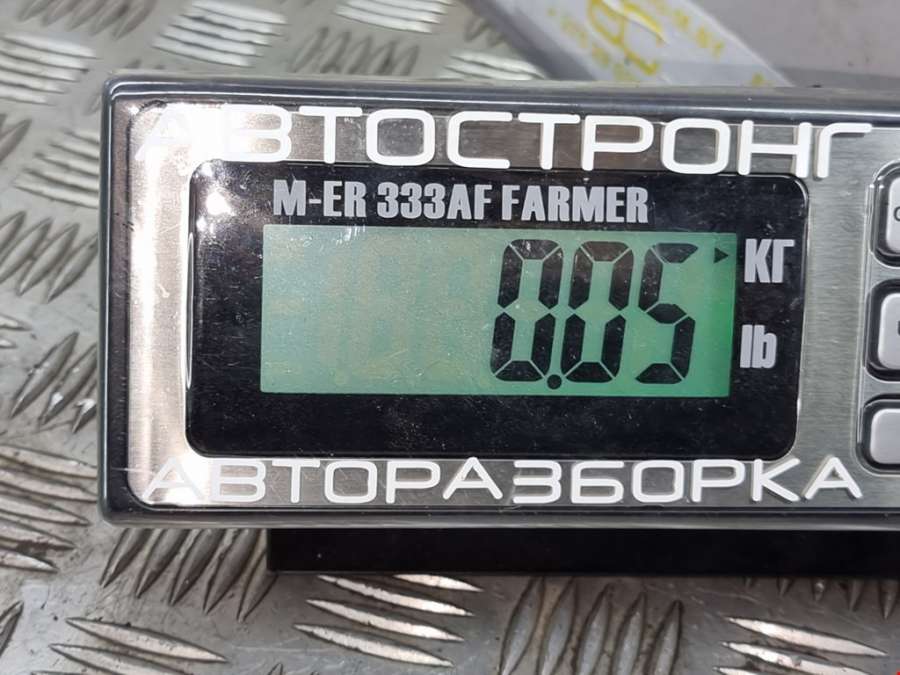 АВТОСТРОНГ
M-ER 333AF FARMER
0.05
КГ
lb
АВТОРАЗБОРКА